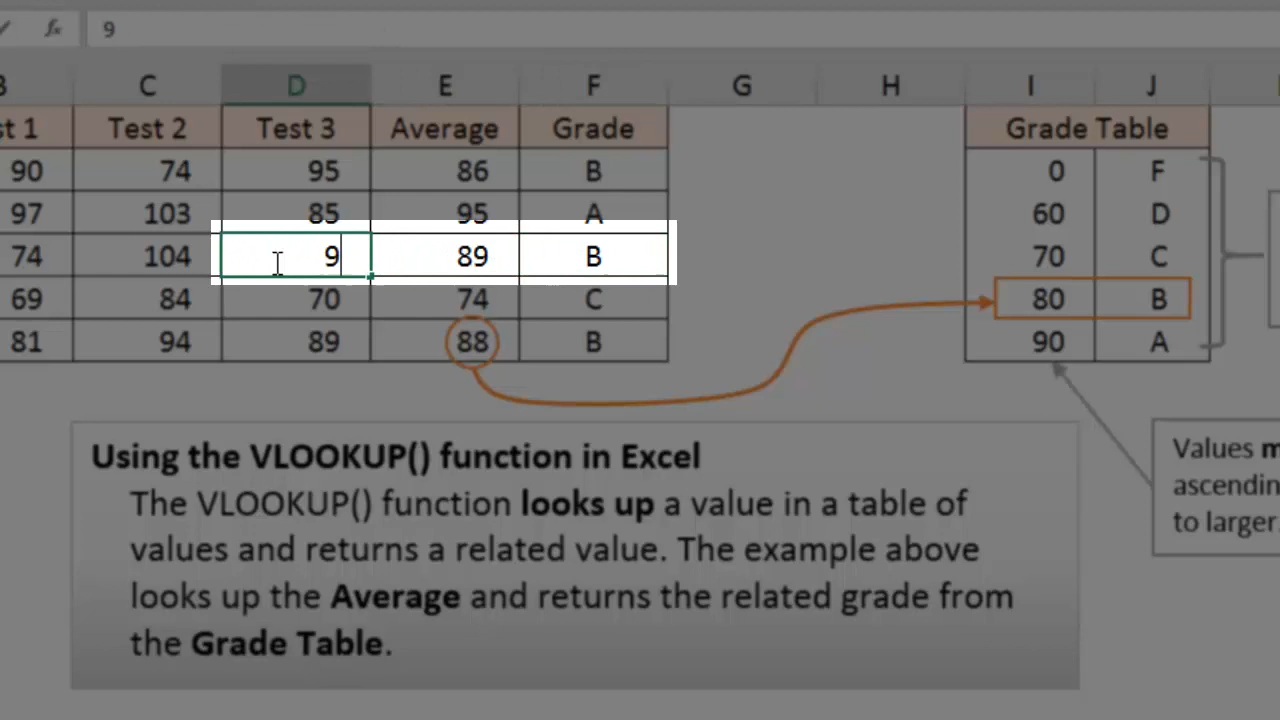 fx 9
C D E F G H I J
st 1 Test 2 Test 3 Average Grade Grade Table
90 74 95 86 B 0 F
97 103 85 95 A 60 D
74 104 9 89 B 70 C
69 84 70 74 C 80 B
81 94 89 88 B 90 A
Using the VLOOKUP() function in Excel
The VLOOKUP() function looks up a value in a table of
values and returns a related value. The example above
looks up the Average and returns the related grade from
the Grade Table.
Values m
ascendin
to larger